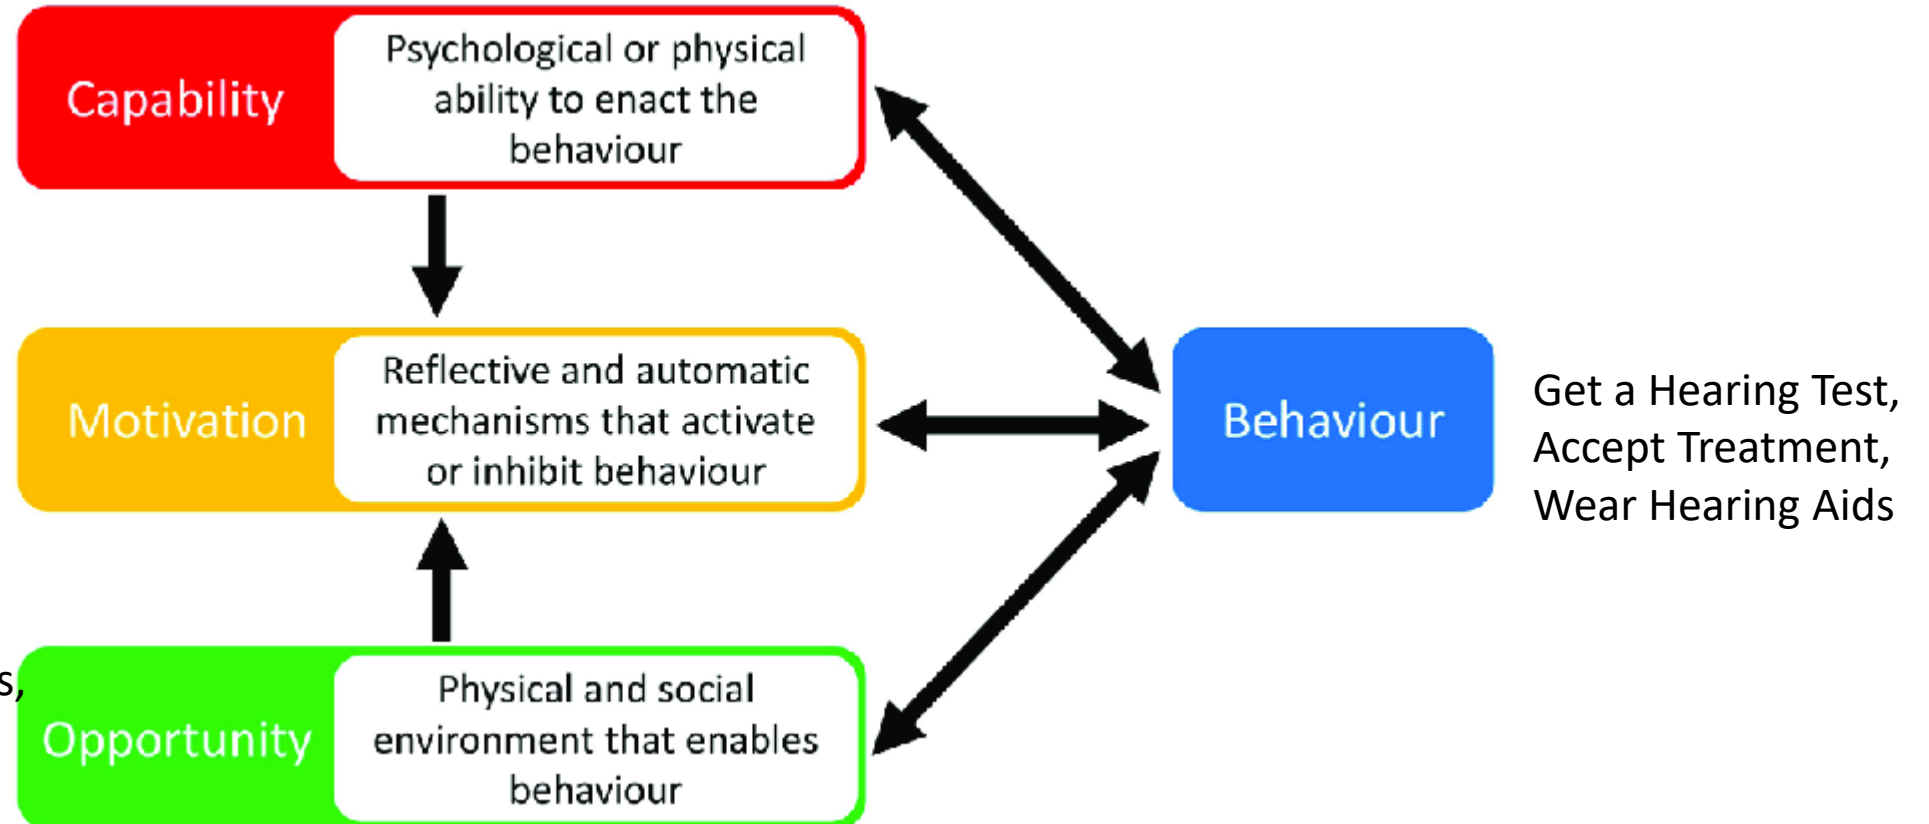 Capability
Psychological or physical
ability to enact the
behaviour
Motivation
Reflective and automatic
mechanisms that activate
or inhibit behaviour
s,
Opportunity
Physical and social
environment that enables
behaviour
Behaviour
Get a Hearing Test,
Accept Treatment,
Wear Hearing Aids